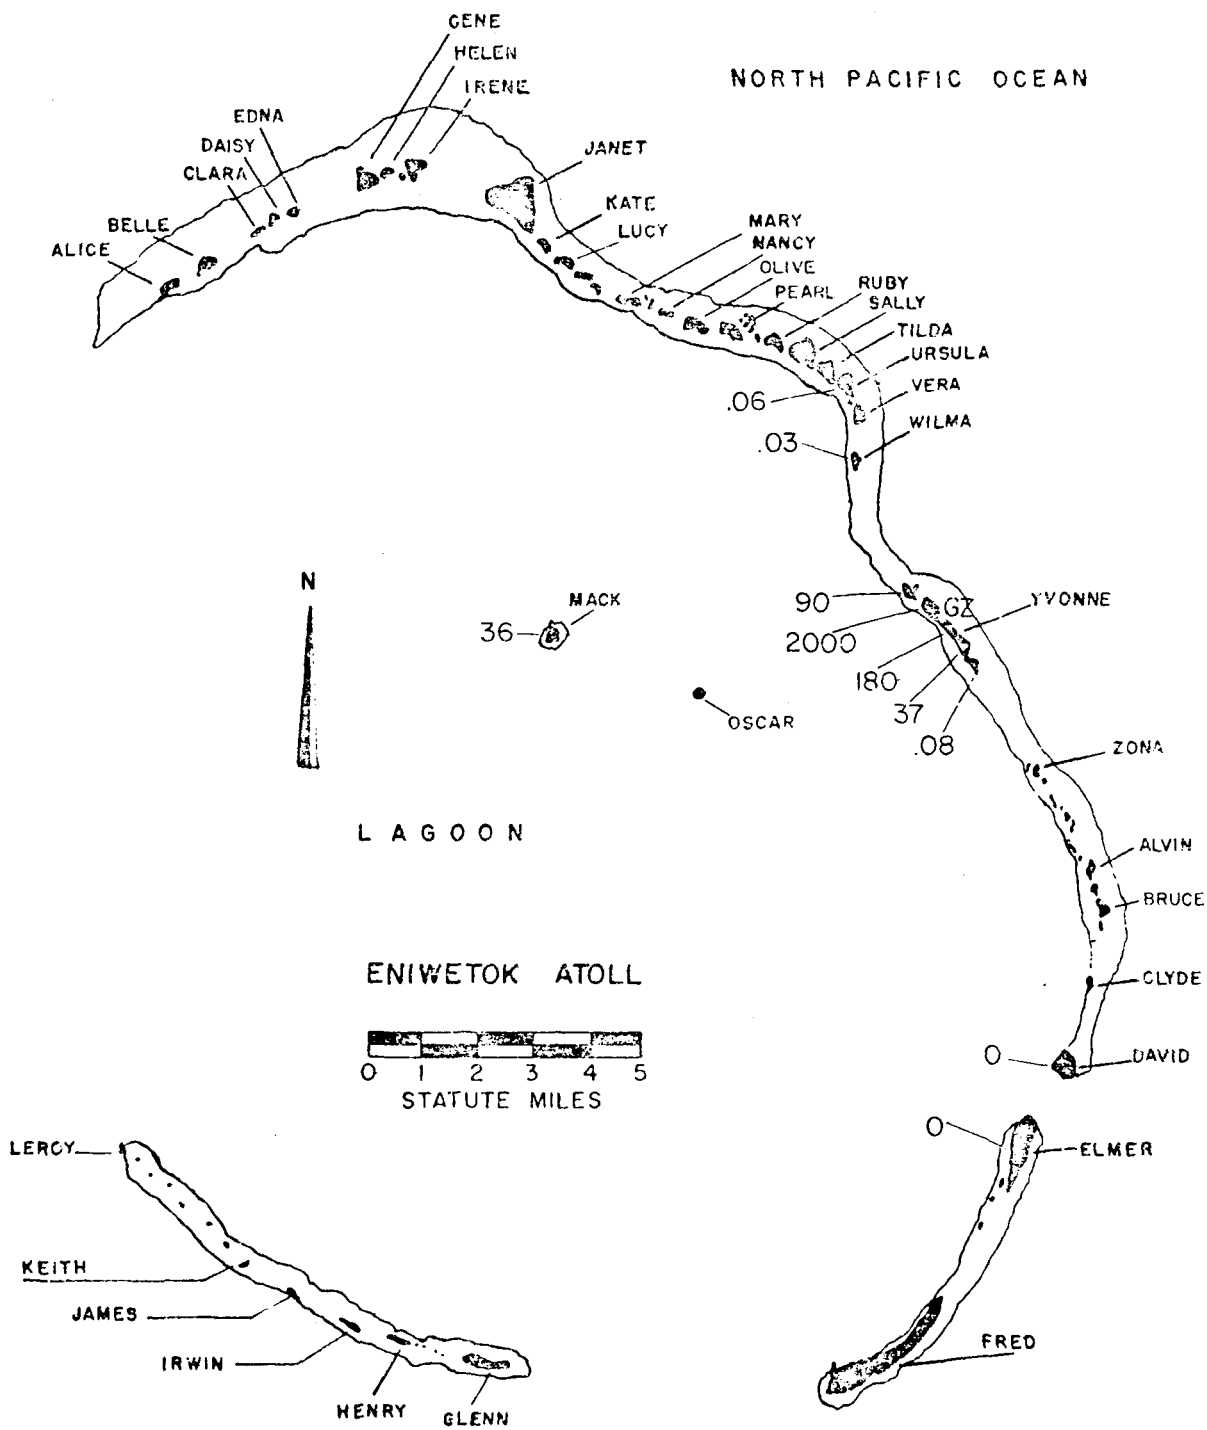 GENE
HELEN
IRENE
NORTH PACIFIC OCEAN
EDNA
DAISY
CLARA
JANET
BELLE
ALICE
KATE
LUCY
MARY
NANCY
OLIVE
PEARL
RUBY
SALLY
TILDA
URSULA
VERA
.06
WILMA
.03
N
MACK
36
90
GZ
YVONNE
2000
180
37
.08
OSCAR
ZONA
LAGOON
ALVIN
BRUCE
ENIWETOK ATOLL
CLYDE
0
DAVID
0 1 2 3 4 5
STATUTE MILES
0
ELMER
LEROY
KEITH
JAMES
IRWIN
HENRY
GLENN
FRED